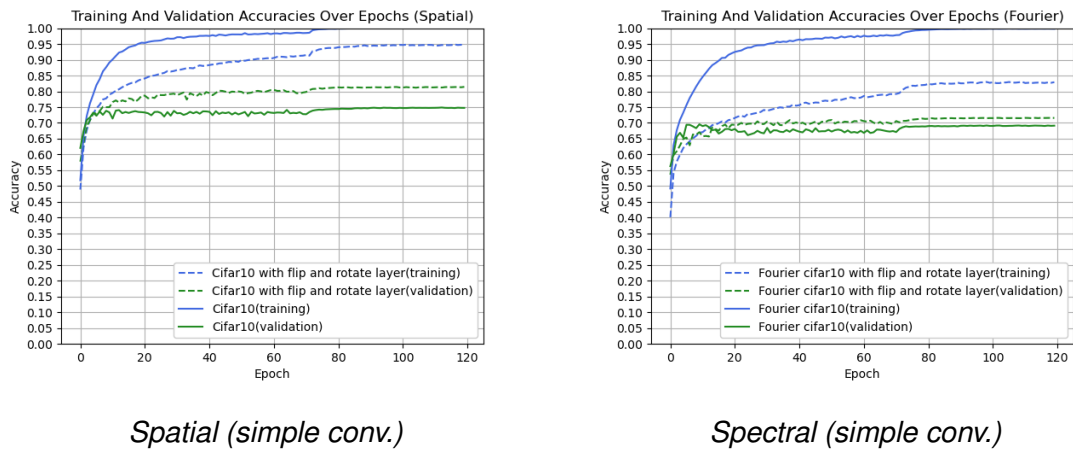 Training And Validation Accuracies Over Epochs (Spatial)
1.00
0.95
0.90
0.85
0.80
0.75
0.70
0.65
0.60
0.55
0.50
0.45
0.40
0.35
0.30
0.25
0.20
0.15
0.10
0.05
0.00
Accuracy
Cifar10 with flip and rotate layer(training)
Cifar10 with flip and rotate layer(validation)
Cifar10(training)
Cifar10(validation)
0 20 40 60 80 100 120
Epoch
Spatial (simple conv.)
Training And Validation Accuracies Over Epochs (Fourier)
1.00
0.95
0.90
0.85
0.80
0.75
0.70
0.65
0.60
0.55
0.50
0.45
0.40
0.35
0.30
0.25
0.20
0.15
0.10
0.05
0.00
Accuracy
Fourier cifar10 with flip and rotate layer(training)
Fourier cifar10 with flip and rotate layer(validation)
Fourier cifar10(training)
Fourier cifar10(validation)
0 20 40 60 80 100 120
Epoch
Spectral (simple conv.)